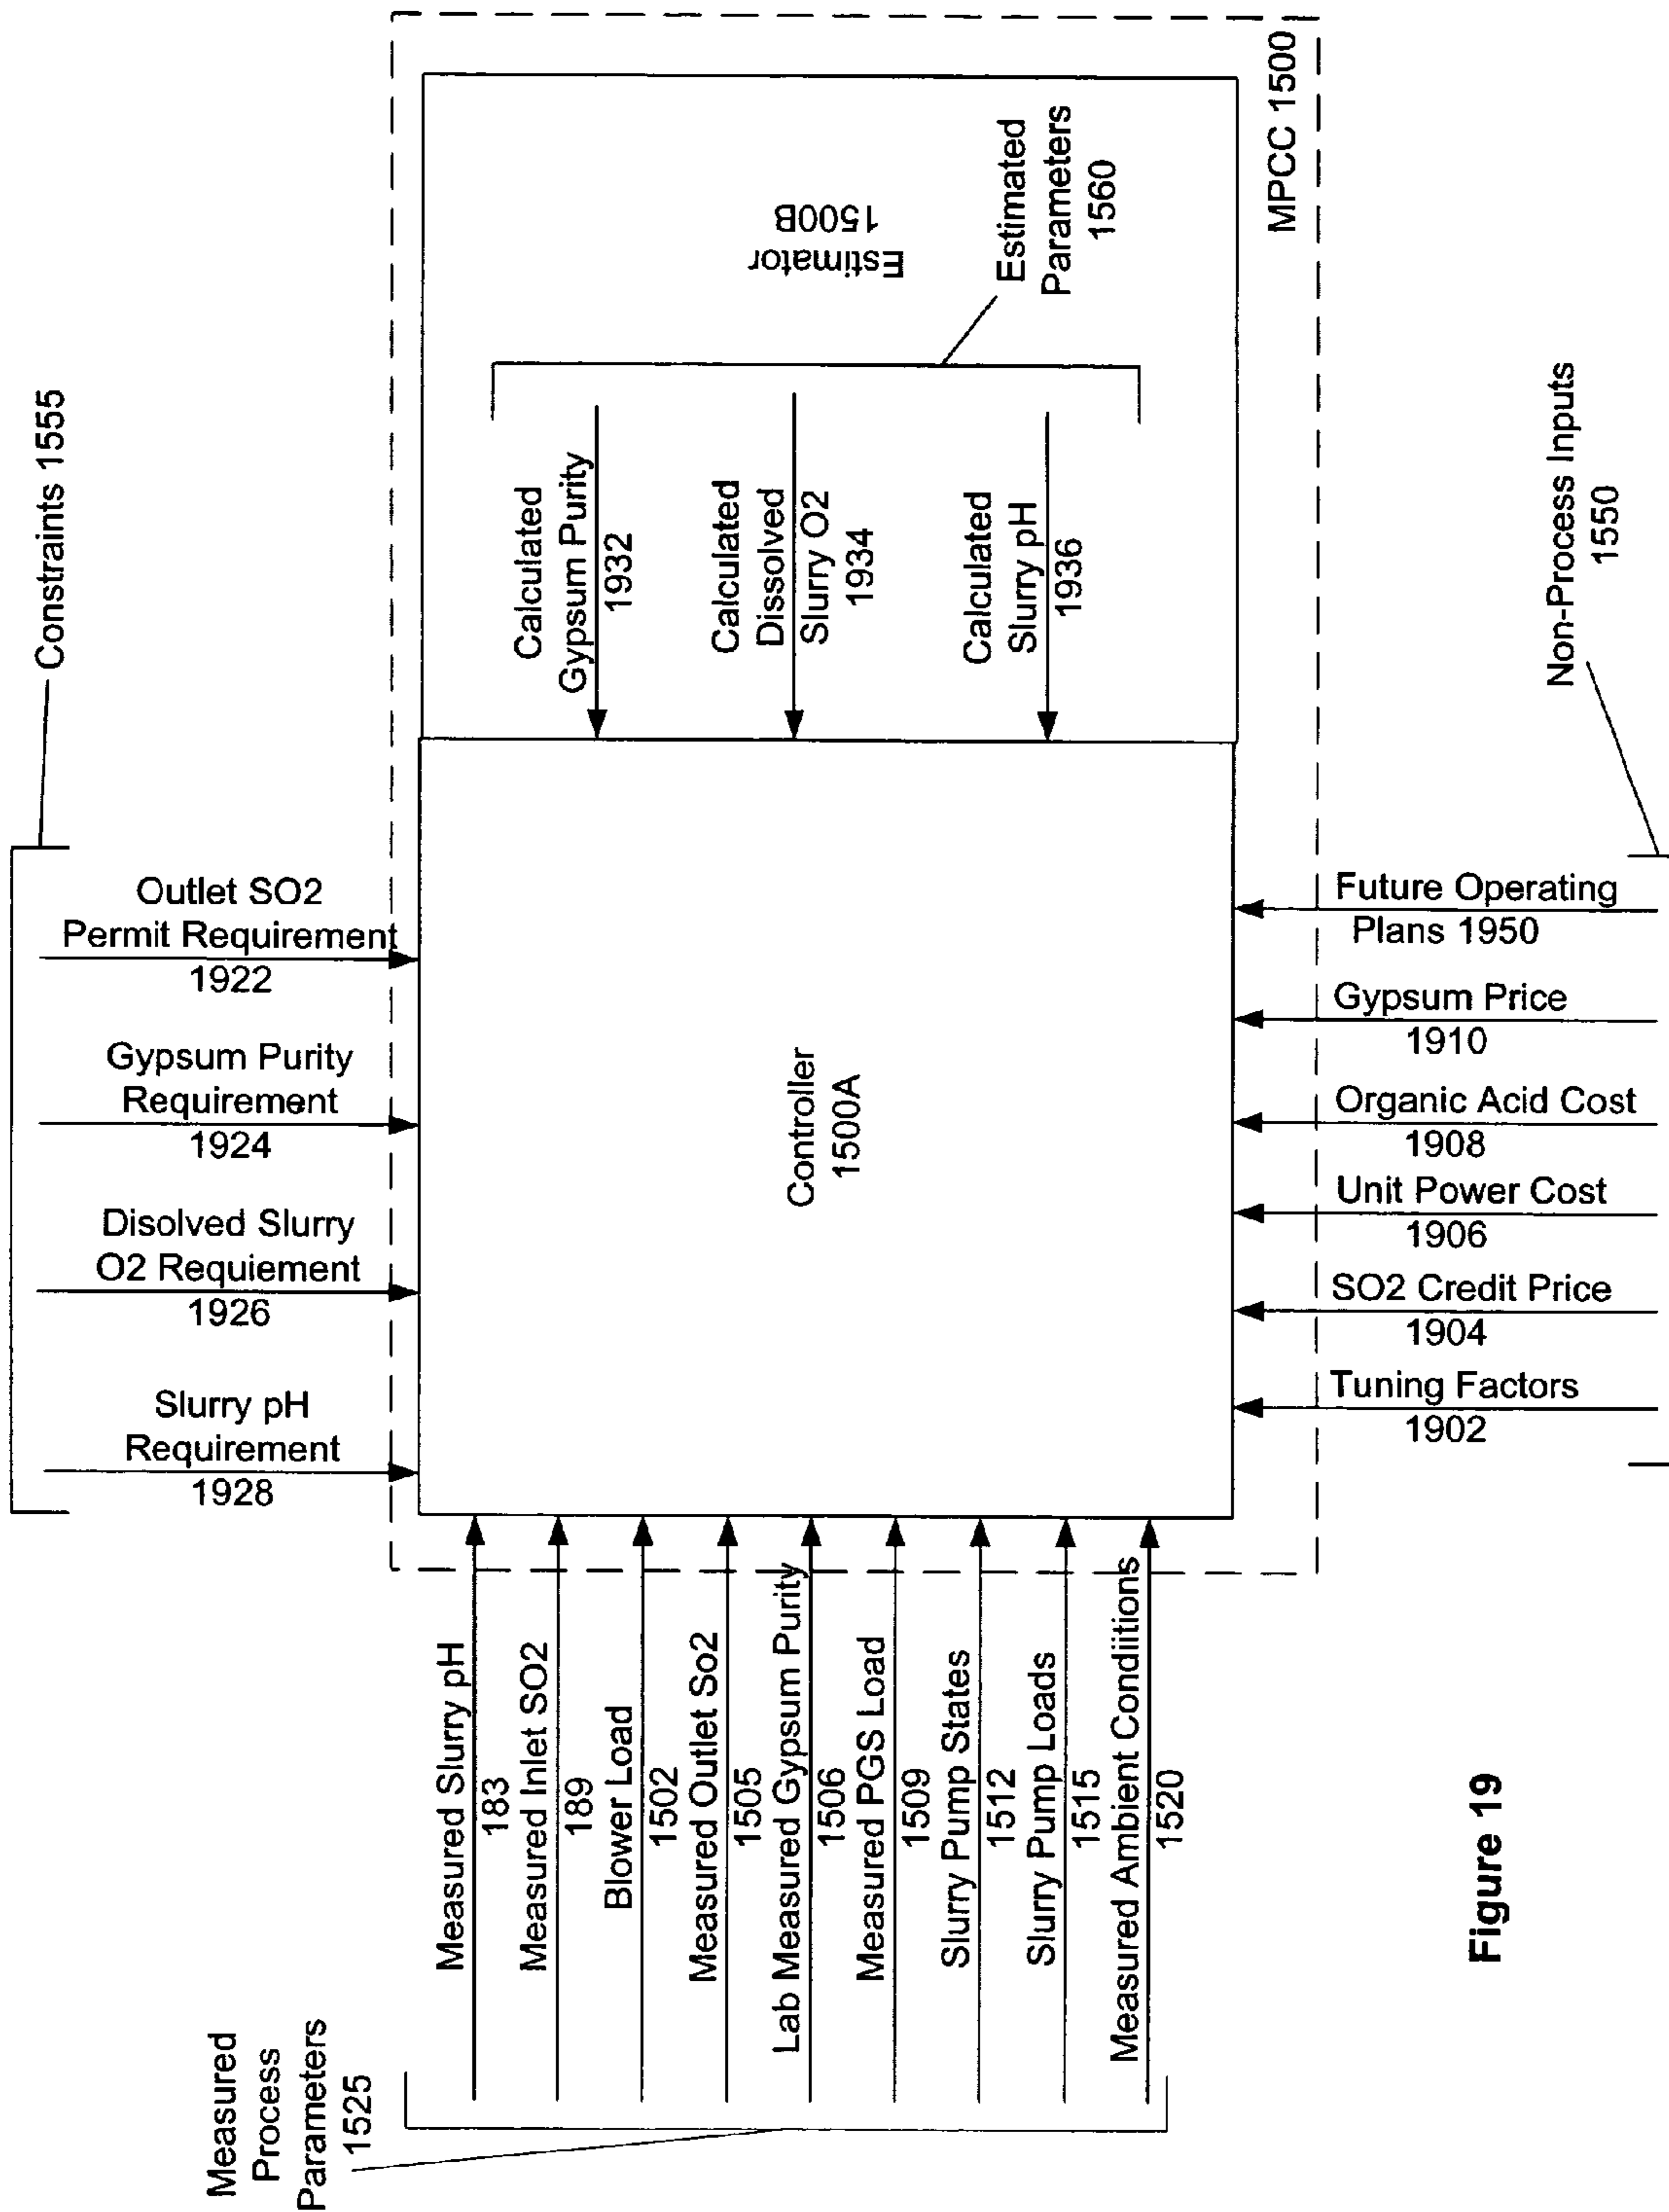 Constraints 1555
Outlet SO2
Permit Requirement
1922
Gypsum Purity
Requirement
1924
Disolved Slurry
O2 Requiement
1926
Slurry pH
Requirement
1928
Measured
Process
Parameters
1525
Measured Slurry pH
183
Measured Inlet SO2
189
Blower Load
1502
Measured Outlet So2
1505
Lab Measured Gypsum Purity
1506
Measured PGS Load
1509
Slurry Pump States
1512
Slurry Pump Loads
1515
Measured Ambient Condiitions
1520
Controller
1500A
Calculated
Gypsum Purity
1932
Calculated
Dissolved
Slurry O2
1934
Calculated
Slurry pH
1936
Estimator
1500B
Estimated
Parameters
1560
MPCC 1500
Future Operating
Plans 1950
Gypsum Price
1910
Organic Acid Cost
1908
Unit Power Cost
1906
SO2 Credit Price
1904
Tuning Factors
1902
Non-Process Inputs
1550
Figure 19